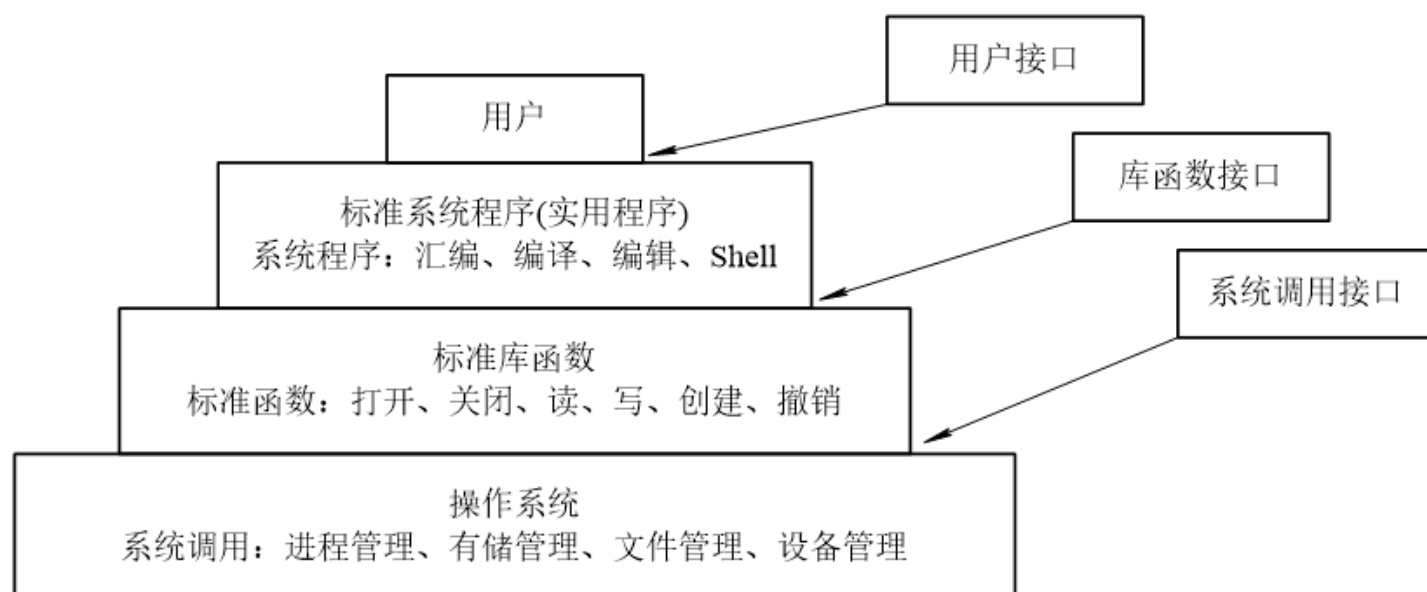 用户接口
用户
库函数接口
标准系统程序(实用程序)
系统程序：汇编、编译、编辑、Shell
系统调用接口
标准库函数
标准函数：打开、关闭、读、写、创建、撤销
操作系统
系统调用：进程管理、有储管理、文件管理、设备管理